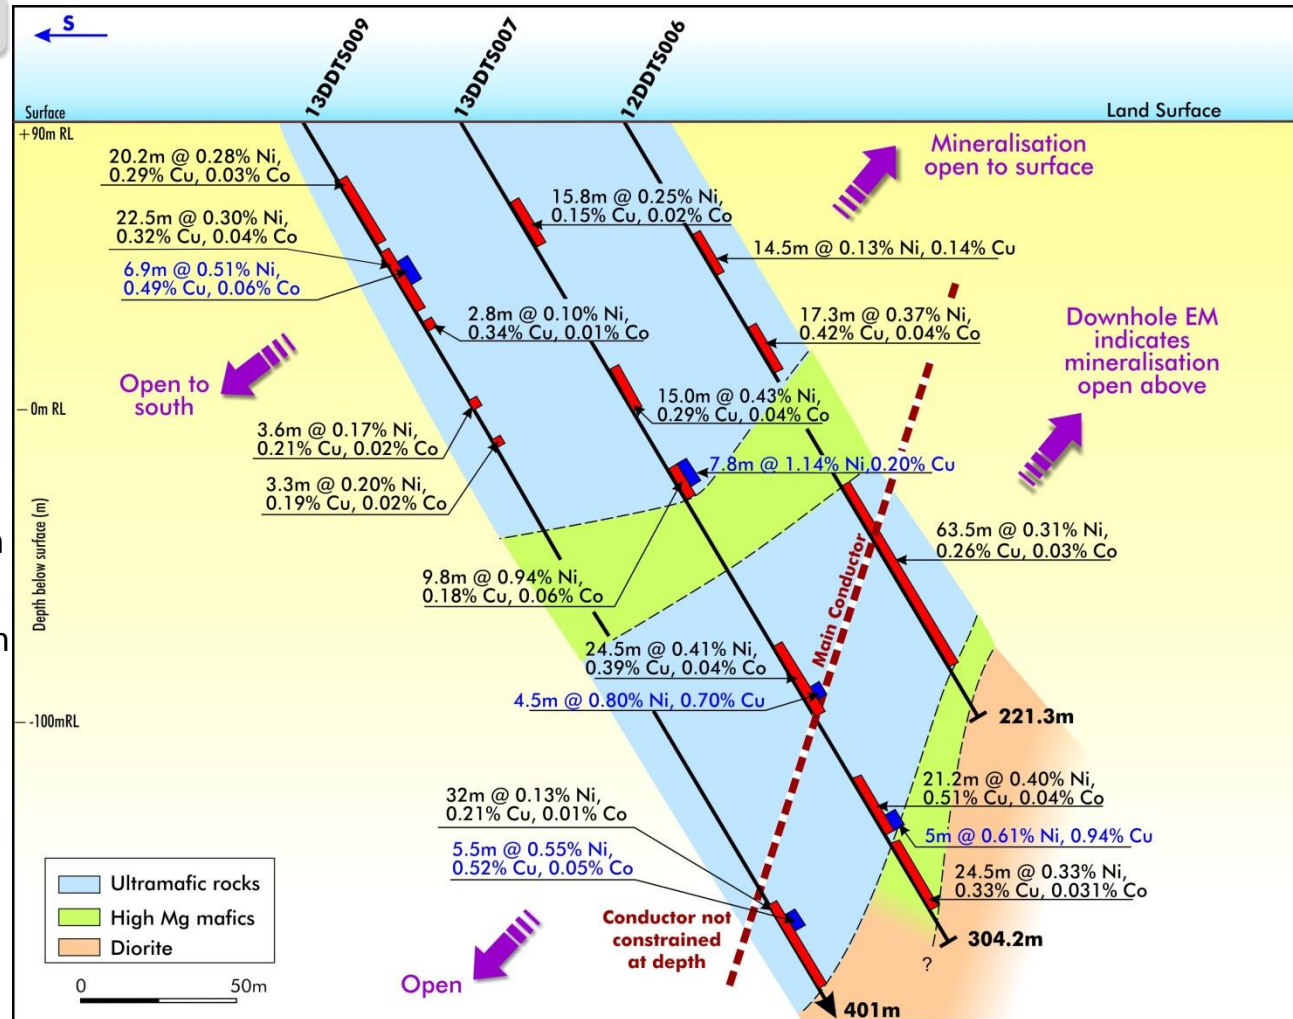 S
13DDTS009
13DDTS007
12DDTS006
Surface
Land Surface
+90m RL
Mineralisation
open to surface
20.2m @ 0.28% Ni,
0.29% Cu, 0.03% Co
15.8m @ 0.25% Ni,
0.15% Cu, 0.02% Co
22.5m @ 0.30% Ni,
0.32% Cu, 0.04% Co
14.5m @ 0.13% Ni, 0.14% Cu
6.9m @ 0.51% Ni,
0.49% Cu, 0.06% Co
2.8m @ 0.10% Ni,
0.34% Cu, 0.01% Co
17.3m @ 0.37% Ni,
0.42% Cu, 0.04% Co
Downhole EM
indicates
mineralisation
open above
Open to
south
0m RL
15.0m @ 0.43% Ni,
0.29% Cu, 0.04% Co
3.6m @ 0.17% Ni,
0.21% Cu, 0.02% Co
7.8m @ 1.14% Ni,0.20% Cu
3.3m @ 0.20% Ni,
0.19% Cu, 0.02% Co
63.5m @ 0.31% Ni,
0.26% Cu, 0.03% Co
Depth below surface (m)
9.8m @ 0.94% Ni,
0.18% Cu, 0.06% Co
Main Conductor
24.5m @ 0.41% Ni,
0.39% Cu, 0.04% Co
4.5m @ 0.80% Ni, 0.70% Cu
-100mRL
221.3m
21.2m @ 0.40% Ni,
0.51% Cu, 0.04% Co
32m @ 0.13% Ni,
0.21% Cu, 0.01% Co
5m @ 0.61% Ni, 0.94% Cu
5.5m @ 0.55% Ni,
0.52% Cu, 0.05% Co
24.5m @ 0.33% Ni,
0.33% Cu, 0.031% Co
Ultramafic rocks
High Mg mafics
Diorite
Conductor not
constrained
at depth
304.2m
?
Open
0
50m
401m